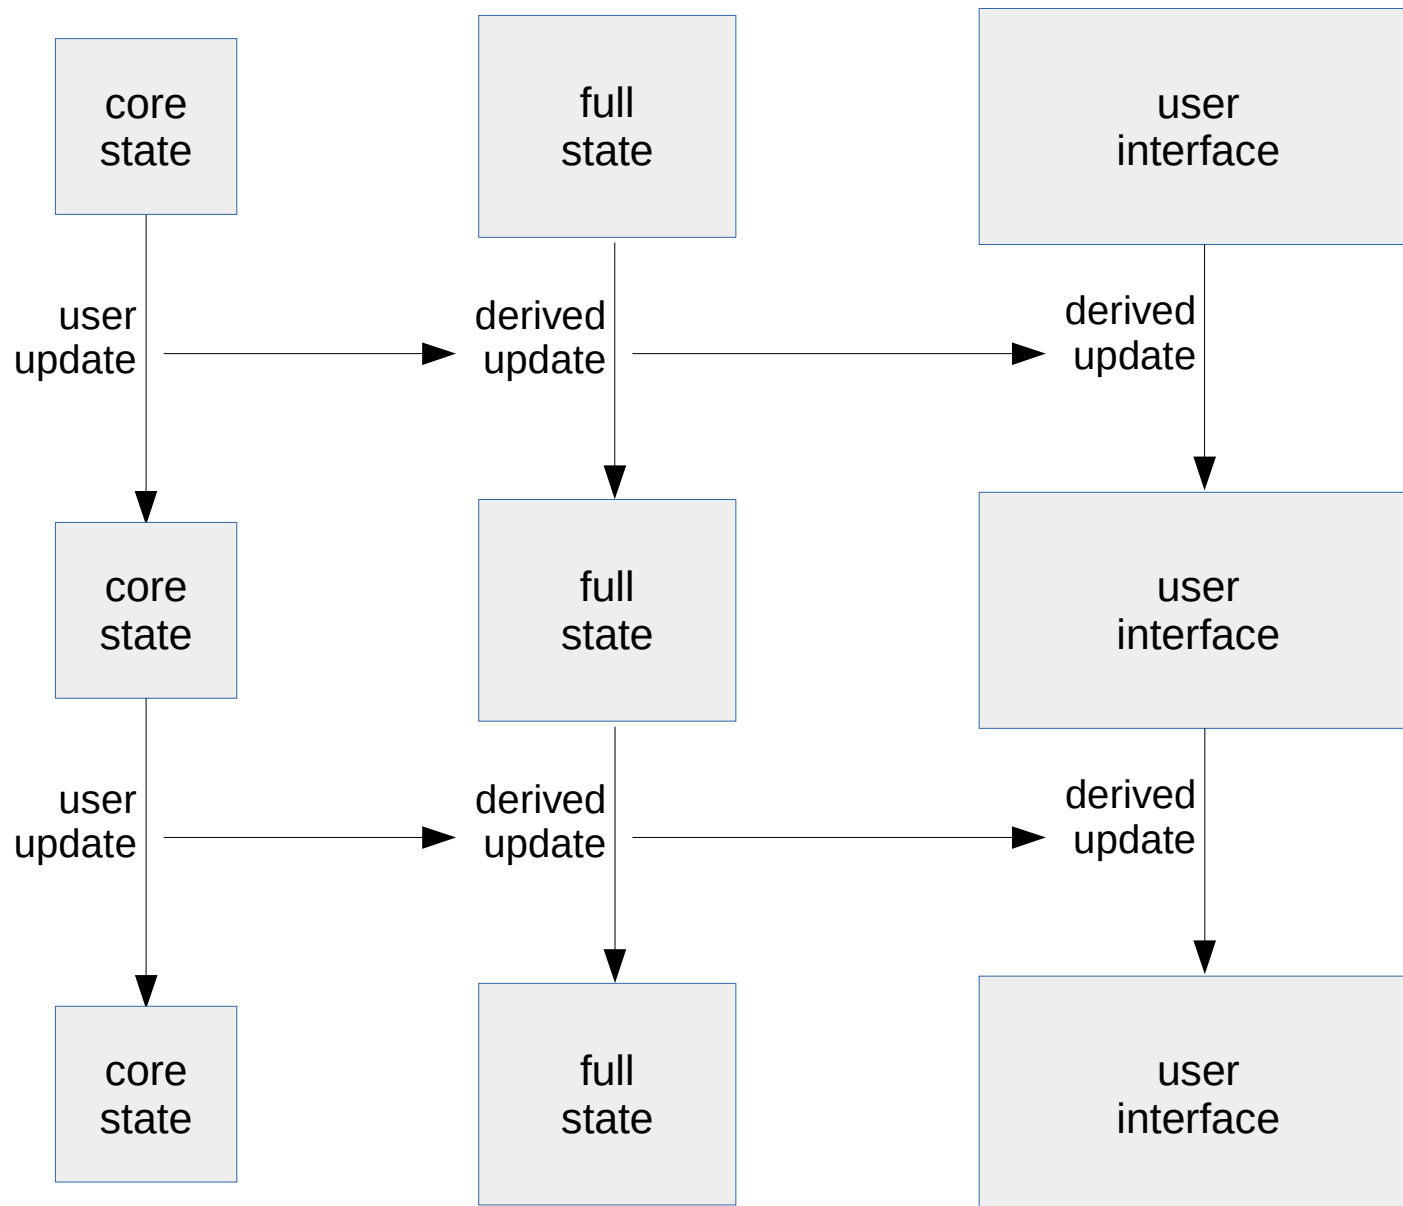 core
state
full
state
user
interface
user
update
derived
update
derived
update
core
state
full
state
user
interface
user
update
derived
update
derived
update
core
state
full
state
user
interface